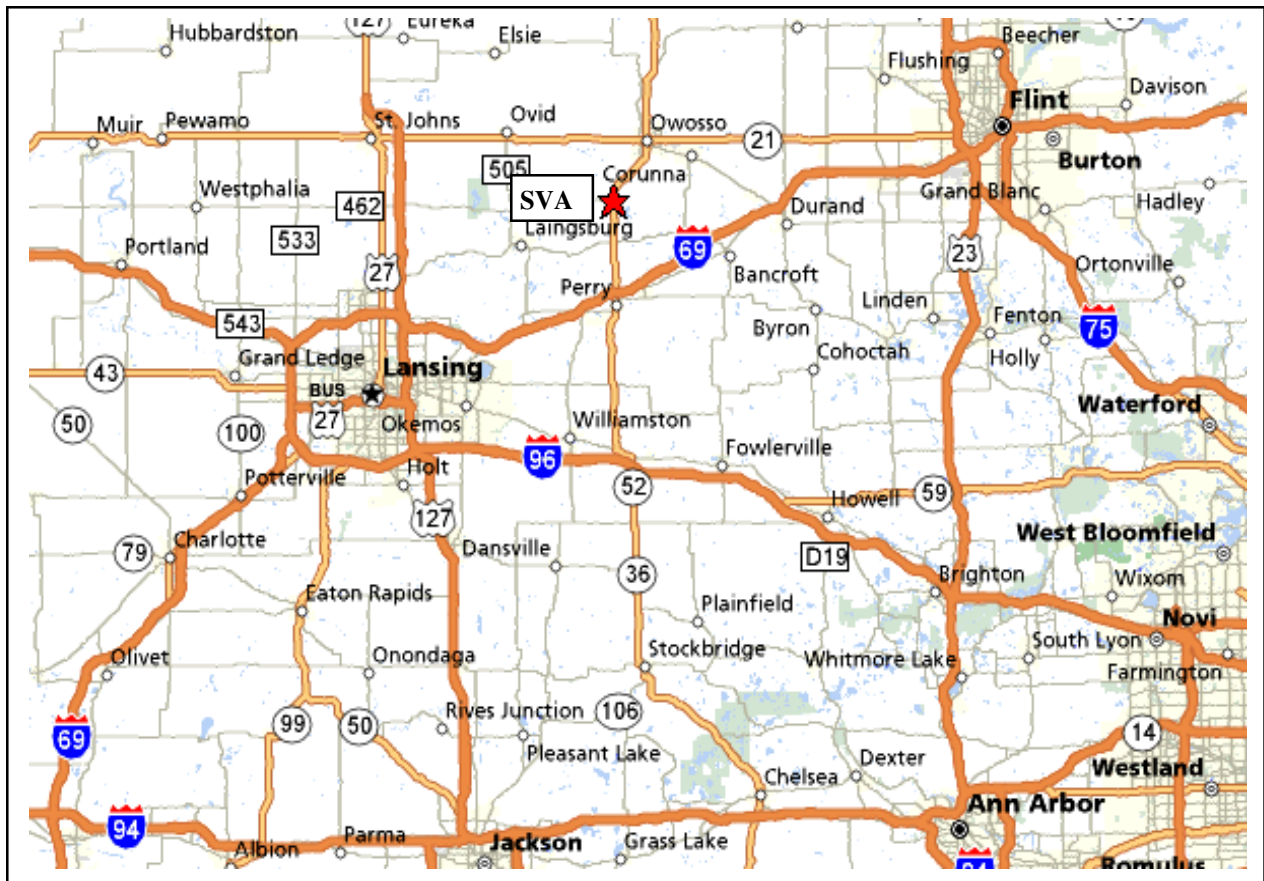 127
Eureka
Hubbardston
Elsie
Beecher
Flushing
Davison
Flint
Muir
Pewamo
St. Johns
Ovid
Owosso
21
Burton
505
Corunna
Westphalia
462
SVA
Grand Blanc
Hadley
Durand
533
Laingsburg
Portland
27
69
23
Bancroft
Ortonville
Perry
Linden
Fenton
543
Byron
75
Holly
Cohoctah
Grand Ledge
Lansing
43
BUS
27
50
100
Okemos
Williamston
Waterford
Fowlerville
96
Potterville
Holt
52
Howell
59
127
79
Charlotte
Dansville
West Bloomfield
D19
36
Brighton
Wixom
Eaton Rapids
Plainfield
Novi
South Lyon
Olivet
Onondaga
Stockbridge
Whitmore Lake
Farmington
99
50
Rives Junction
106
69
14
Pleasant Lake
Dexter
Westland
Chelsea
Ann Arbor
94
Parma
Jackson
Grass Lake
Albion
Romulus
94